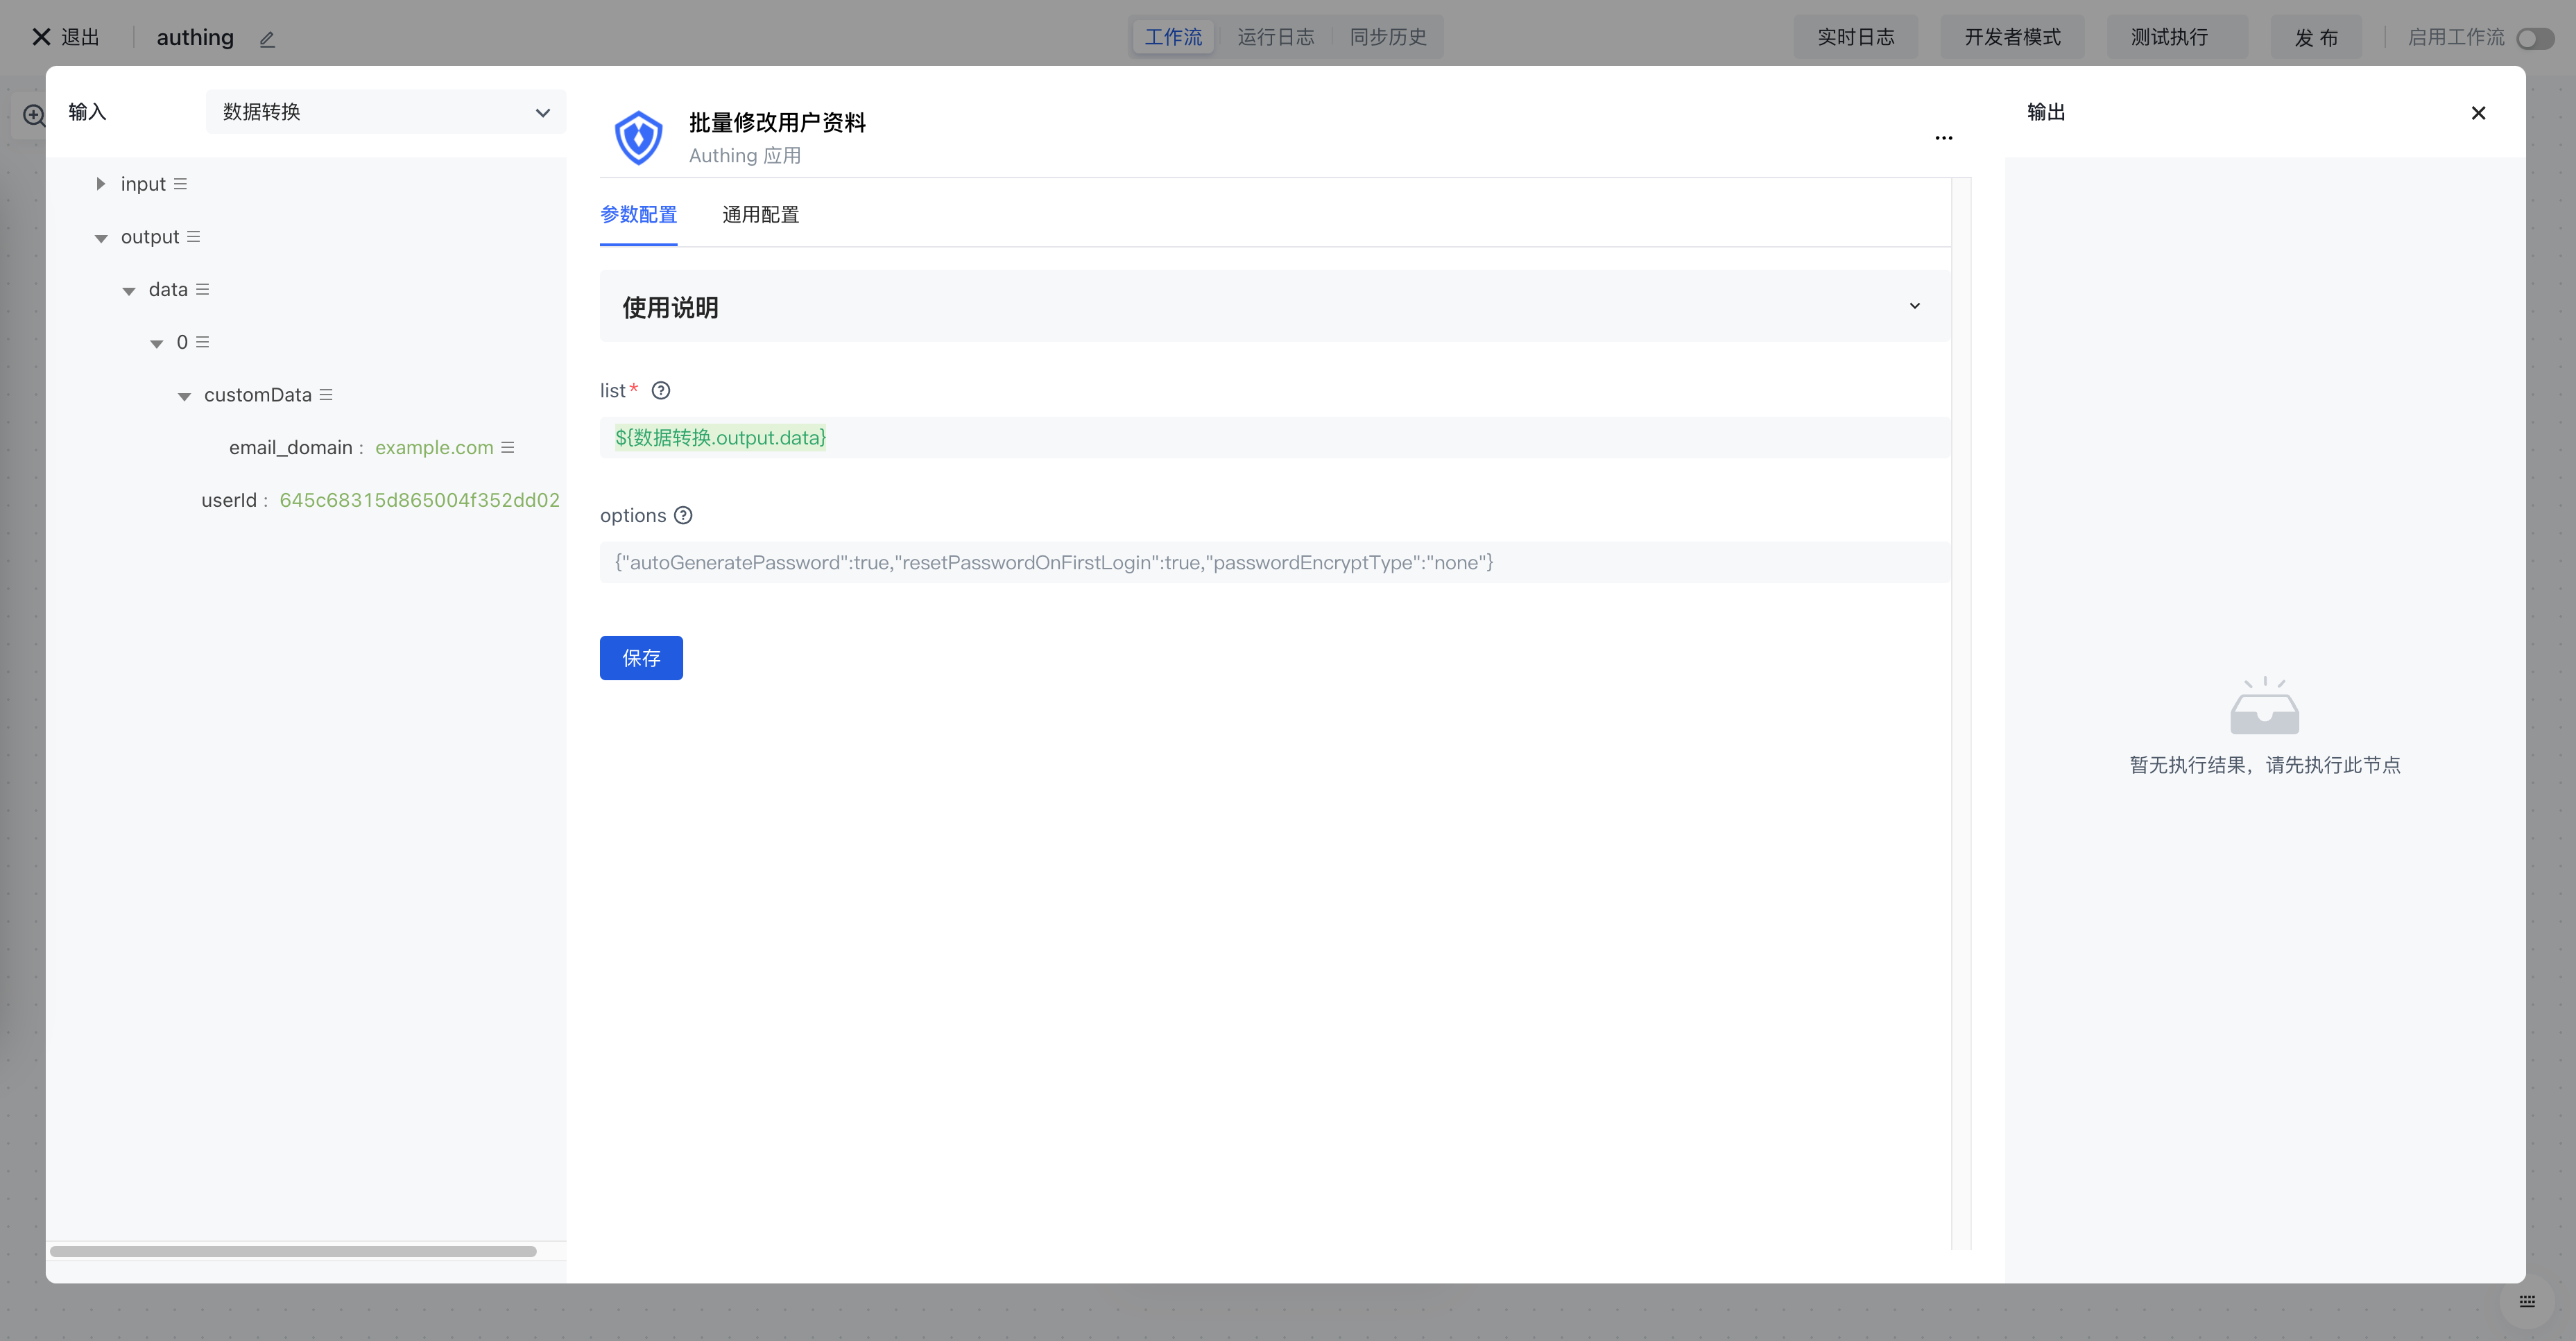 退出
authing
工作流
运行日志
同步历史
实时日志
开发者模式
测试执行
发 布
启用工作流
输入
数据转换
input
output
data
0
customData
email_domain : example.com
userId : 645c68315d865004f352dd02
批量修改用户资料
Authing 应用
参数配置
通用配置
使用说明
list*
${数据转换.output.data}
options
{"autoGeneratePassword":true,"resetPasswordOnFirstLogin":true,"passwordEncryptType":"none"}
保存
输出
暂无执行结果，请先执行此节点